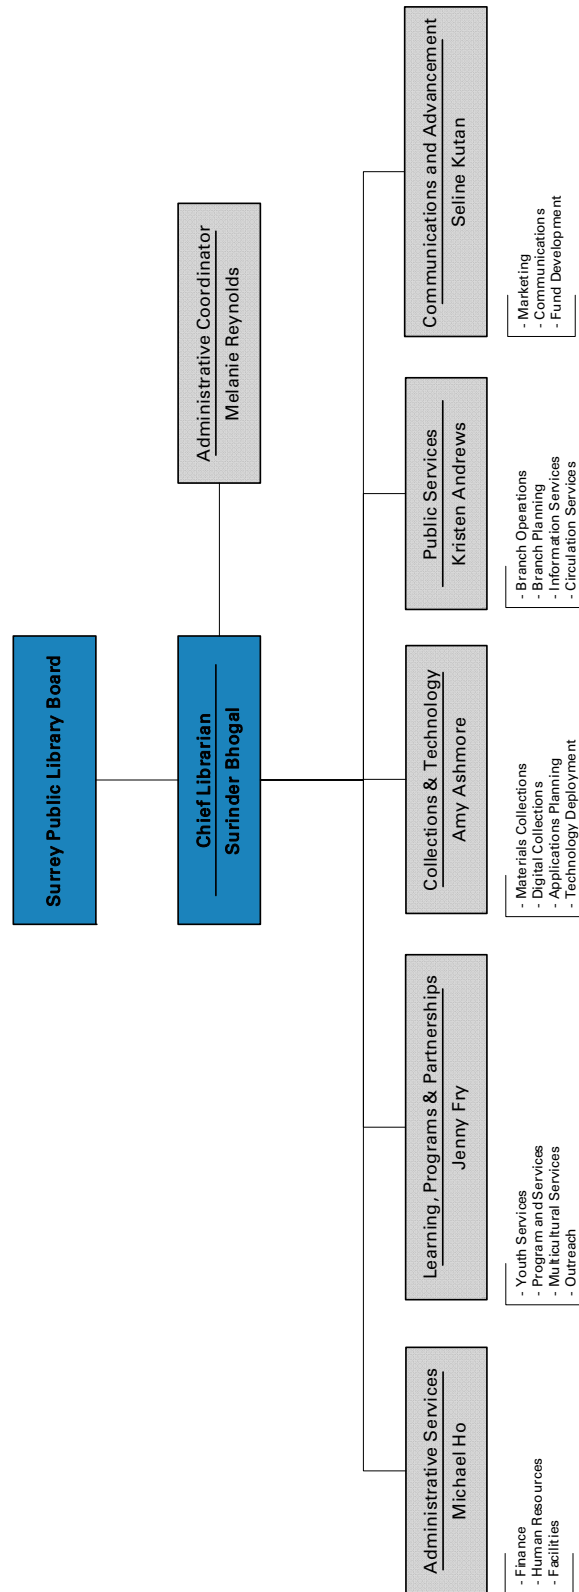 Surrey Public Library Board
Chief Librarian
Surinder Bhogal
Administrative Coordinator
Melanie Reynolds
Administrative Services
Michael Ho
- Finance
- Human Resources
- Facilities
Learning, Programs & Partnerships
Jenny Fry
- Youth Services
- Program and Services
- Multicultural Services
- Outreach
Collections & Technology
Amy Ashmore
- Materials Collections
- Digital Collections
- Applications Planning
- Technology Deployment
Public Services
Kristen Andrews
- Branch Operations
- Branch Planning
- Information Services
- Circulation Services
Communications and Advancement
Seline Kutan
- Marketing
- Communications
- Fund Development